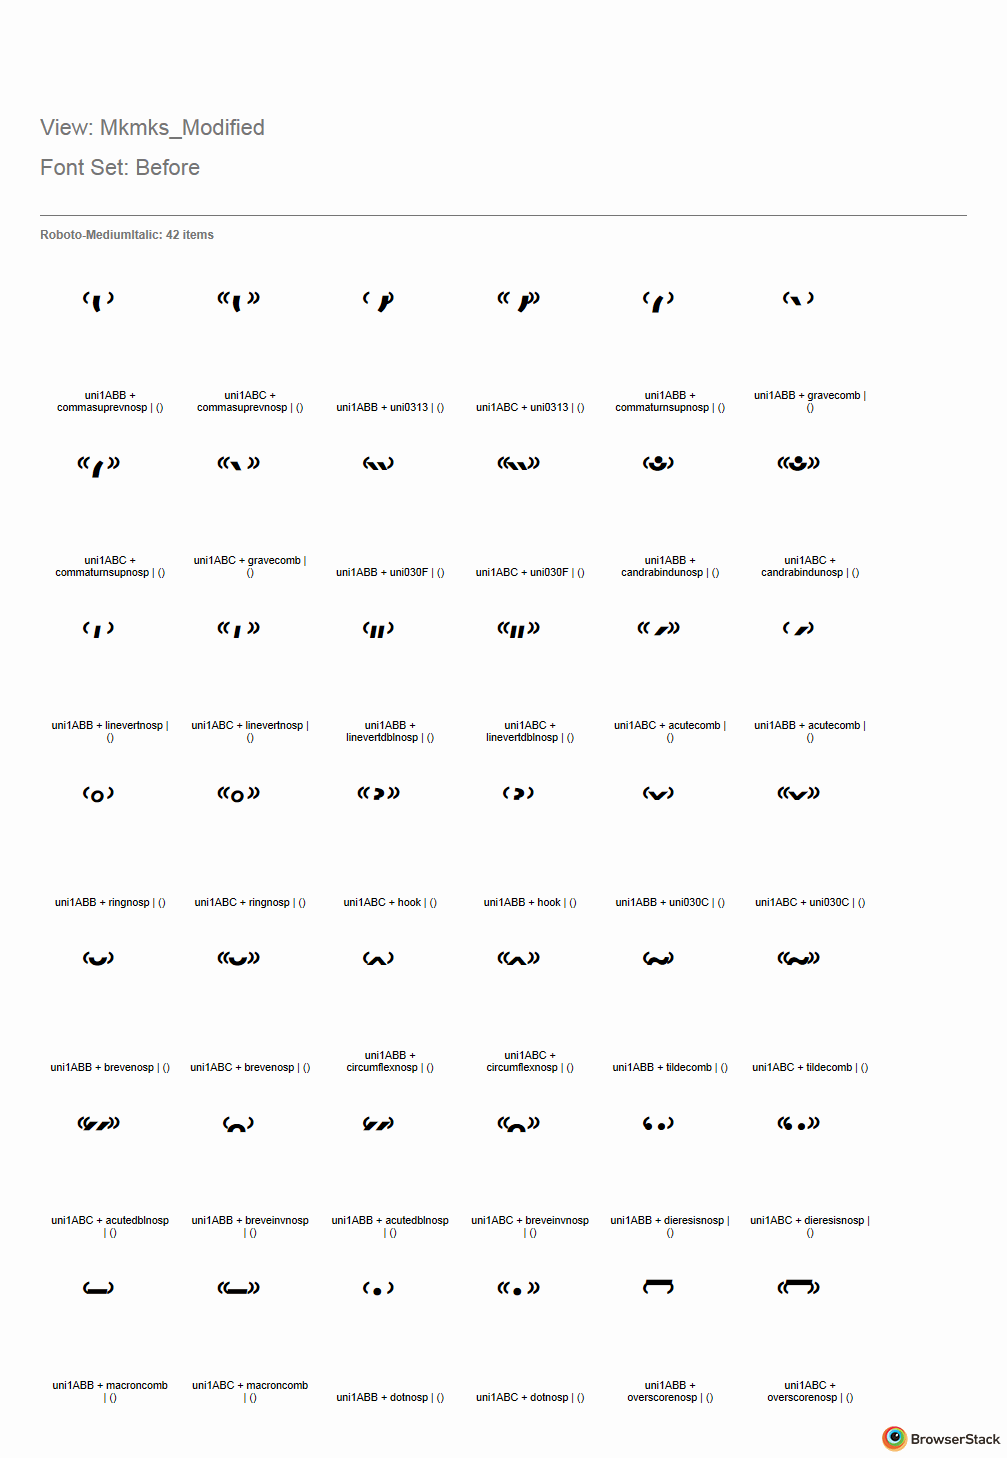 View: Mkmks_Modified
Font Set: Before
Roboto-MediumItalic: 42 items
uni1ABB +
commasuprevnosp | ()
uni1ABC +
commasuprevnosp | ()
uni1ABB + uni0313 | ()
uni1ABC + uni0313 | ()
uni1ABB +
commaturnsupnosp | ()
uni1ABB + gravecomb |
()
uni1ABC +
commaturnsupnosp | ()
uni1ABC + gravecomb |
()
uni1ABB + uni030F | ()
uni1ABC + uni030F | ()
uni1ABB +
candrabindunosp | ()
uni1ABC +
candrabindunosp | ()
uni1ABB + linevertnosp |
()
uni1ABC + linevertnosp |
()
uni1ABB +
linevertdblnosp | ()
uni1ABC +
linevertdblnosp | ()
uni1ABC + acutecomb |
()
uni1ABB + acutecomb |
()
uni1ABB + ringnosp | ()
uni1ABC + ringnosp | ()
uni1ABC + hook | ()
uni1ABB + hook | ()
uni1ABB + uni030C | ()
uni1ABC + uni030C | ()
uni1ABB + brevenosp | ()
uni1ABC + brevenosp | ()
uni1ABB +
circumflexnosp | ()
uni1ABC +
circumflexnosp | ()
uni1ABB + tildecomb | ()
uni1ABC + tildecomb | ()
uni1ABC + acutedblnosp
| ()
uni1ABB + breveinvnosp
| ()
uni1ABB + acutedblnosp
| ()
uni1ABC + breveinvnosp
| ()
uni1ABB + dieresisnosp |
()
uni1ABC + dieresisnosp |
()
uni1ABB + macroncomb
| ()
uni1ABC + macroncomb
| ()
uni1ABB + dotnosp | ()
uni1ABC + dotnosp | ()
uni1ABB +
overscorenosp | ()
uni1ABC +
overscorenosp | ()
BrowserStack